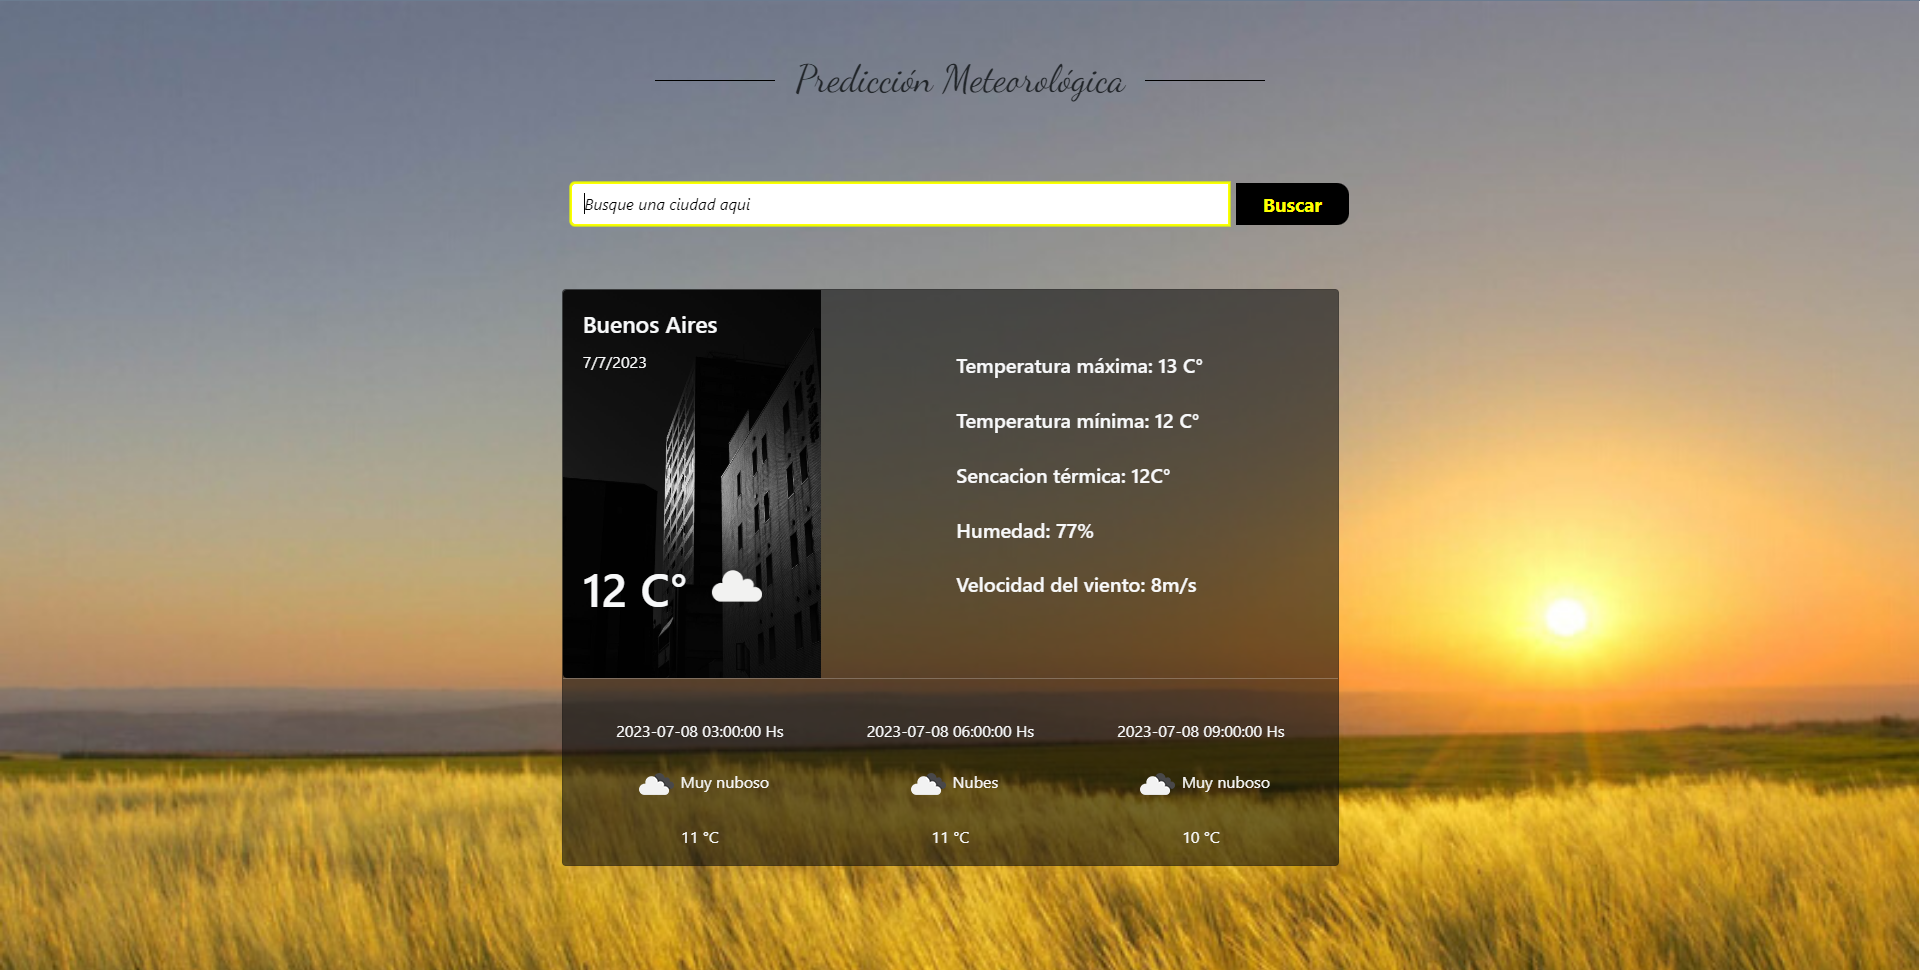 Predicción Meteorológica
Busque una ciudad aqui
Buscar
Buenos Aires
7/7/2023
12 C°
Temperatura máxima: 13 C°
Temperatura mínima: 12 C°
Sencacion térmica: 12C°
Humedad: 77%
Velocidad del viento: 8m/s
2023-07-08 03:00:00 Hs
Muy nuboso
11 °C
2023-07-08 06:00:00 Hs
Nubes
11 °C
2023-07-08 09:00:00 Hs
Muy nuboso
10 °C